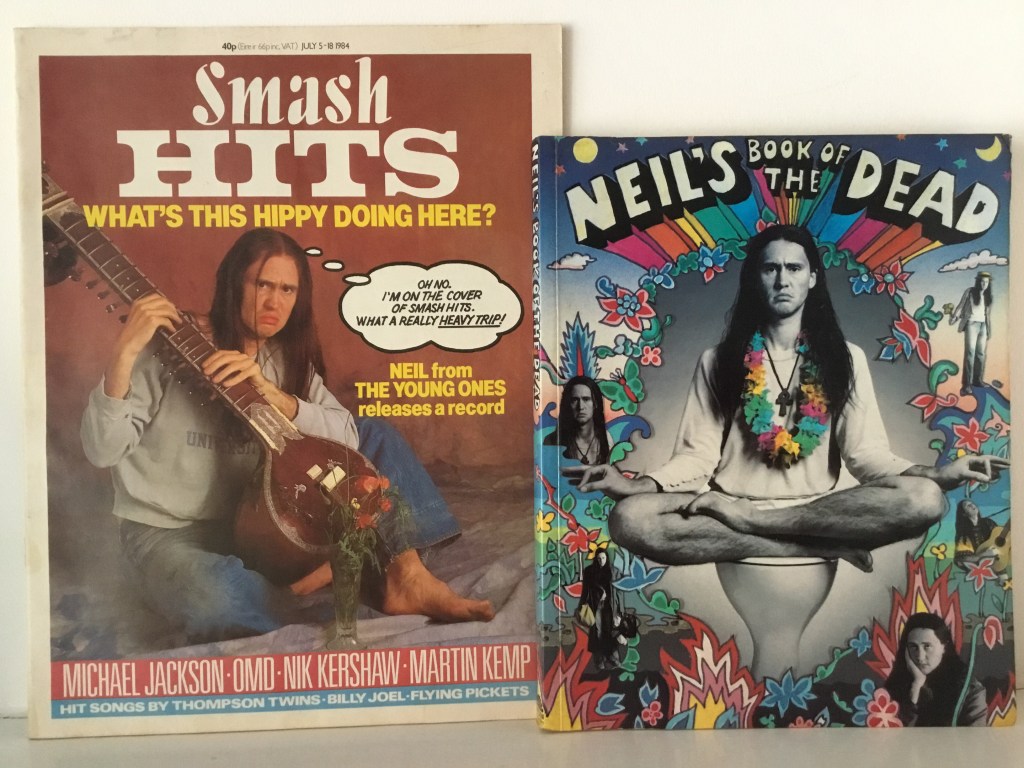 40p (Eire ir 66p inc. VAT.) JULY 5-18 1984
Smash
HITS
WHAT'S THIS HIPPY DOING HERE?
OH NO.
I'M ON THE COVER
OF SMASH HITS.
WHAT A REALLY HEAVY TRIP!
NEIL from
THE YOUNG ONES
releases a record
UNIVERSI
MICHAEL JACKSON·OMD·NIK KERSHAW·MARTIN KEMP
HIT SONGS BY THOMPSON TWINS·BILLY JOEL·FLYING PICKETS
NEIL'S BOOK OF THE DEAD
NEIL'S
BOOK OF
THE
DEAD